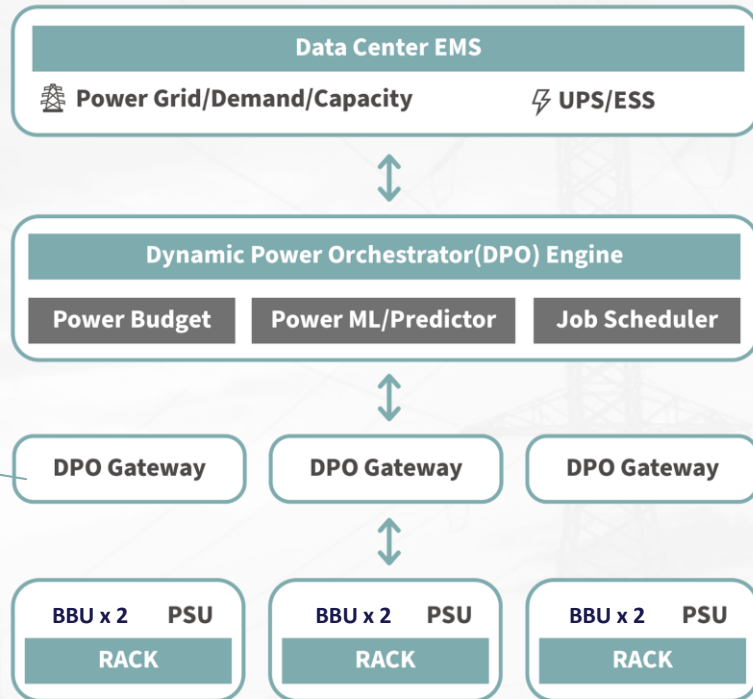 Data Center EMS
Power Grid/Demand/Capacity UPS/ESS
Dynamic Power Orchestrator(DPO) Engine
Power Budget Power ML/Predictor Job Scheduler
DPO Gateway DPO Gateway DPO Gateway
BBU x 2 PSU BBU x 2 PSU BBU x 2 PSU
RACK RACK RACK